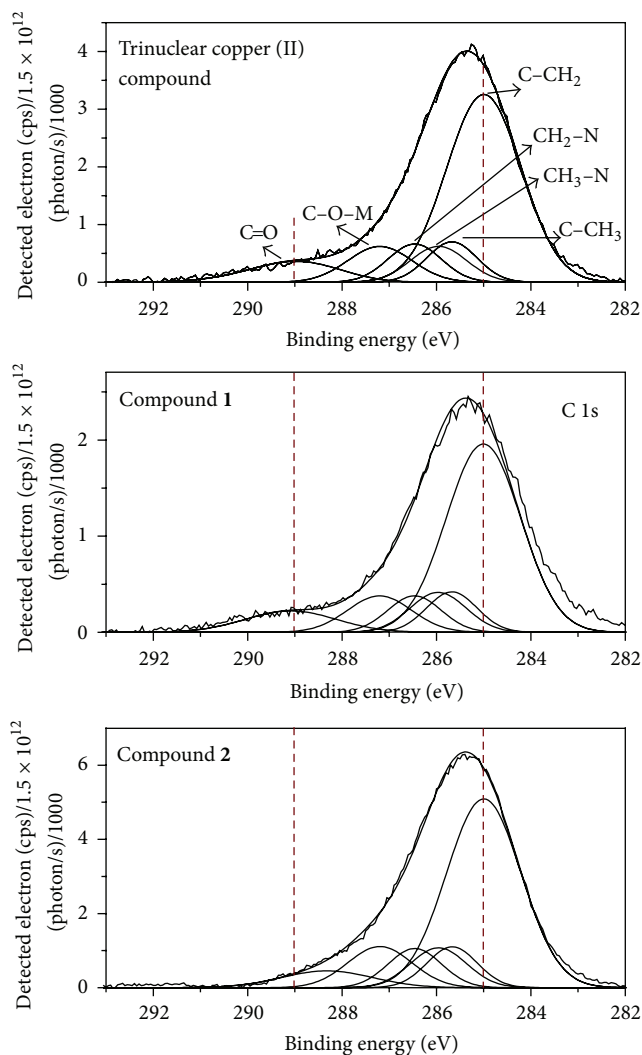 Trinuclear copper (II)
compound
C–CH2
CH2–N
CH3–N
C–CH3
C–O–M
C=O
4
3
2
1
0
292 290 288 286 284 282
Binding energy (eV)
Detected electron (cps)/1.5 × 10^12
(photon/s)/1000
Compound 1
C 1s
2
1
0
292 290 288 286 284 282
Binding energy (eV)
Detected electron (cps)/1.5 × 10^12
(photon/s)/1000
Compound 2
6
4
2
0
292 290 288 286 284 282
Binding energy (eV)
Detected electron (cps)/1.5 × 10^12
(photon/s)/1000